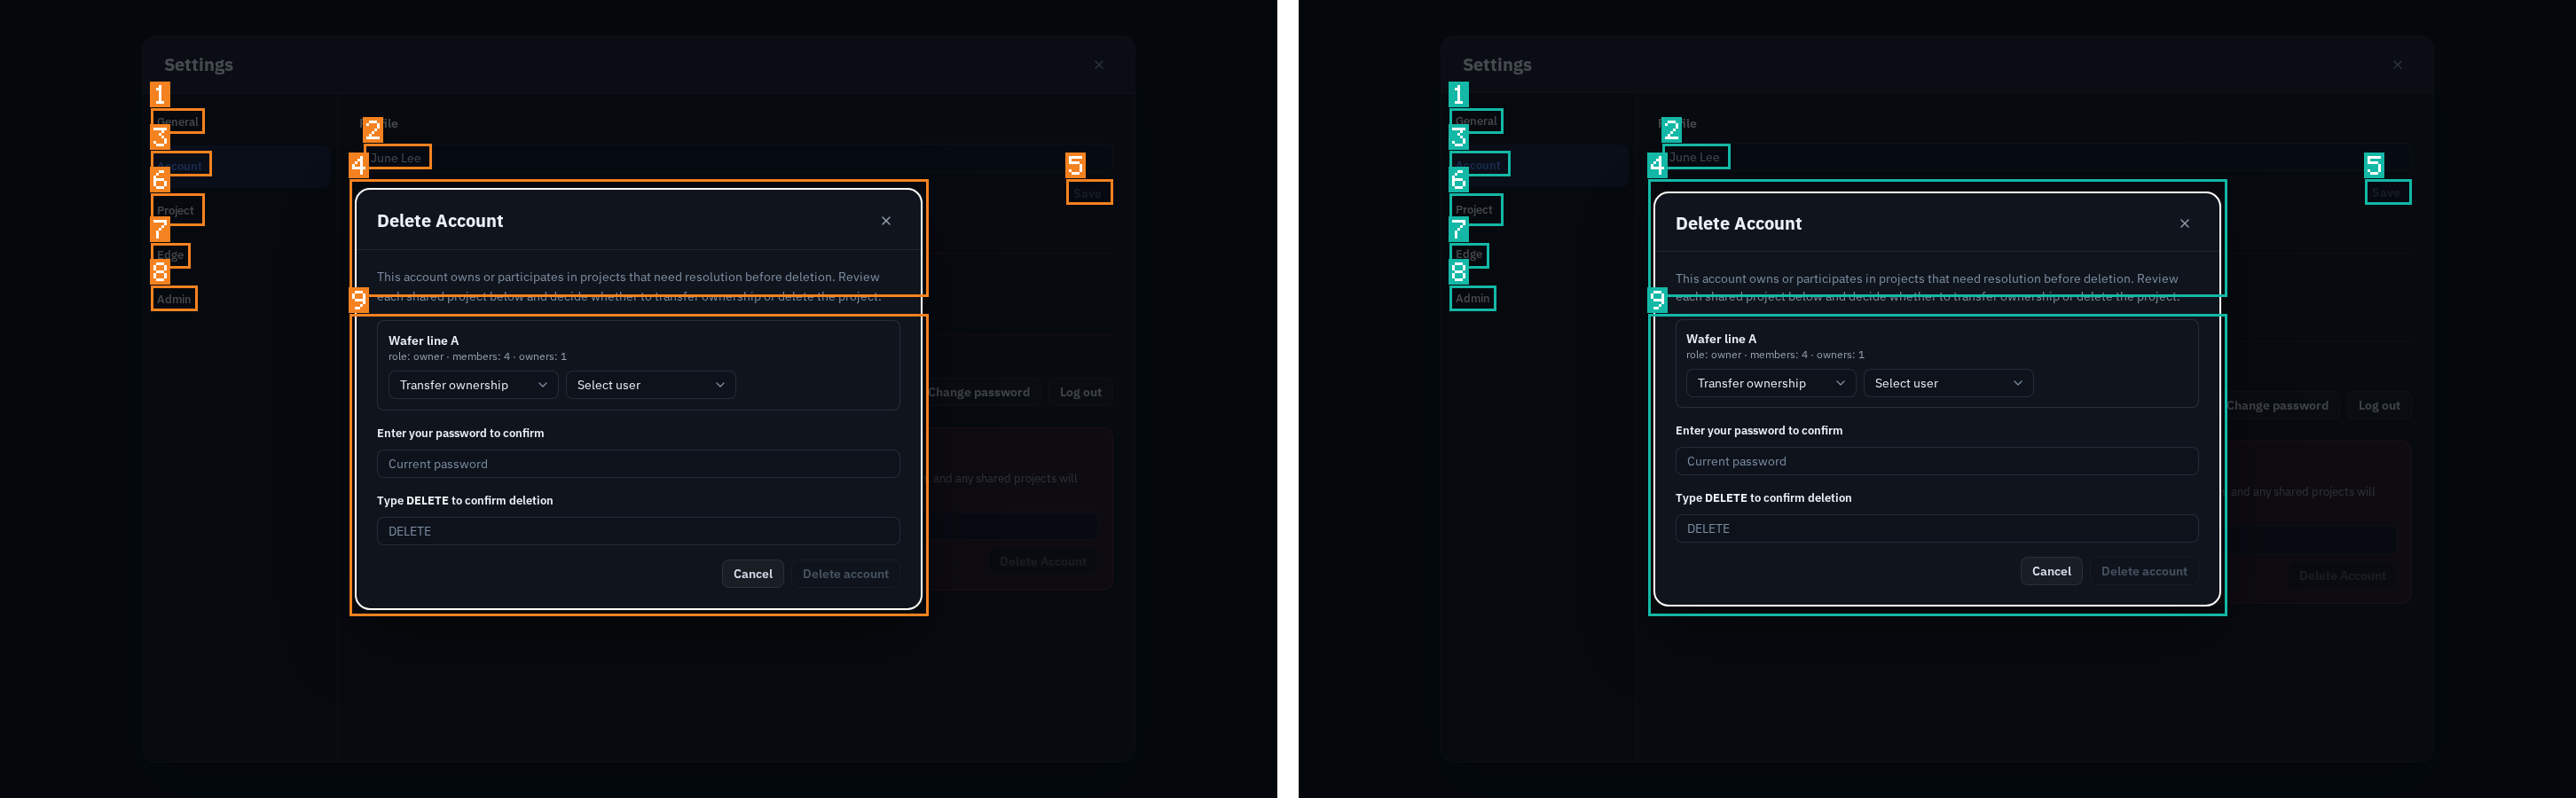 Settings
×
1
General
3
Account
6
Project
7
Edge
8
Admin
Profile
2
June Lee
4
5
Save
Delete Account
×
This account owns or participates in projects that need resolution before deletion. Review
each shared project below and decide whether to transfer ownership or delete the project.
9
Wafer line A
role: owner · members: 4 · owners: 1
Transfer ownership
Select user
Enter your password to confirm
Current password
Type DELETE to confirm deletion
DELETE
Cancel
Delete account
Change password
Log out
and any shared projects will
Delete Account
Settings
×
1
General
3
Account
6
Project
7
Edge
8
Admin
Profile
2
June Lee
4
5
Save
Delete Account
×
This account owns or participates in projects that need resolution before deletion. Review
each shared project below and decide whether to transfer ownership or delete the project.
9
Wafer line A
role: owner · members: 4 · owners: 1
Transfer ownership
Select user
Enter your password to confirm
Current password
Type DELETE to confirm deletion
DELETE
Cancel
Delete account
Change password
Log out
and any shared projects will
Delete Account